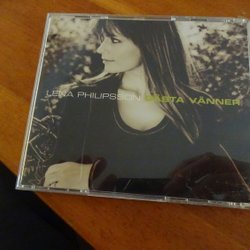 LENA PHILIPSSON BÄSTA VÄNNER